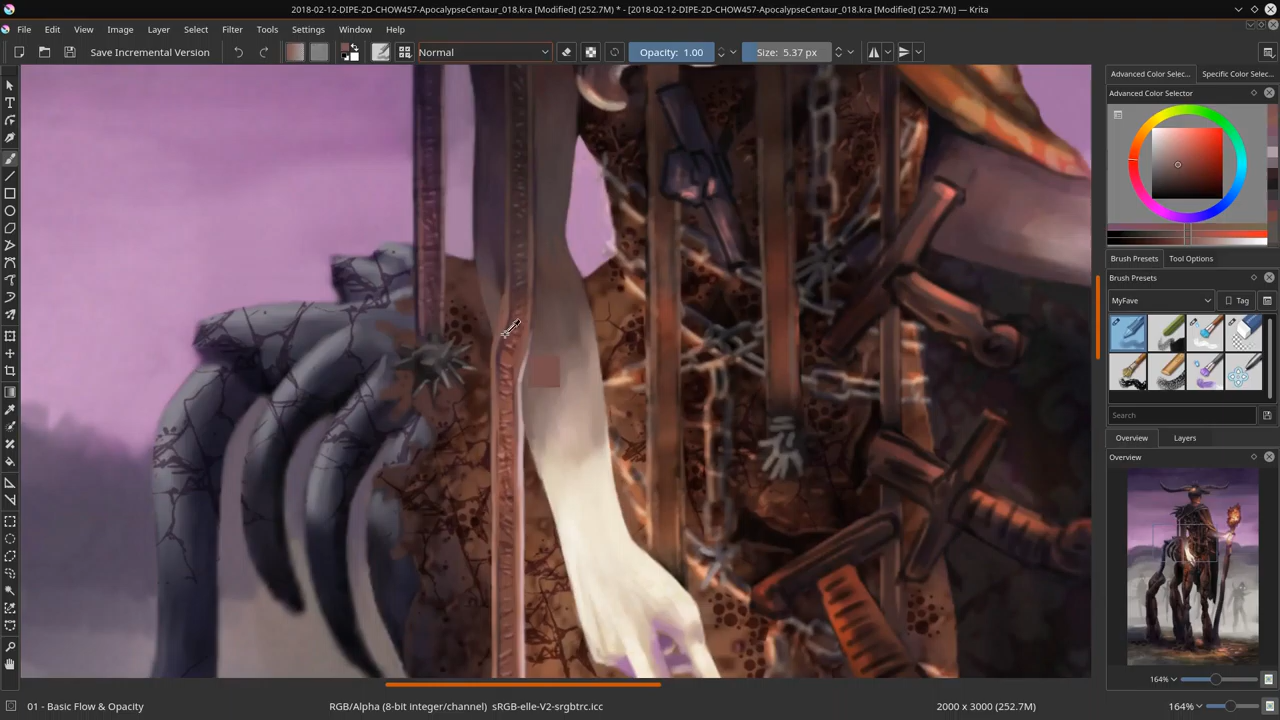 2018-02-12-DIPE-2D-CHOW457-ApocalypseCentaur_018.kra [Modified] (252.7M) * - [2018-02-12-DIPE-2D-CHOW457-ApocalypseCentaur_018.kra [Modified] (252.7M)] — Krita
File Edit View Image Layer Select Filter Tools Settings Window Help
Save Incremental Version Normal Opacity: 1.00 Size: 5.37 px
Advanced Color Selec... Specific Color Selec...
Advanced Color Selector
Brush Presets Tool Options
Brush Presets
MyFave Tag
Search
Overview Layers
Overview
164%
01 - Basic Flow & Opacity RGB/Alpha (8-bit integer/channel) sRGB-elle-V2-srgbtrc.icc 2000 x 3000 (252.7M) 164%